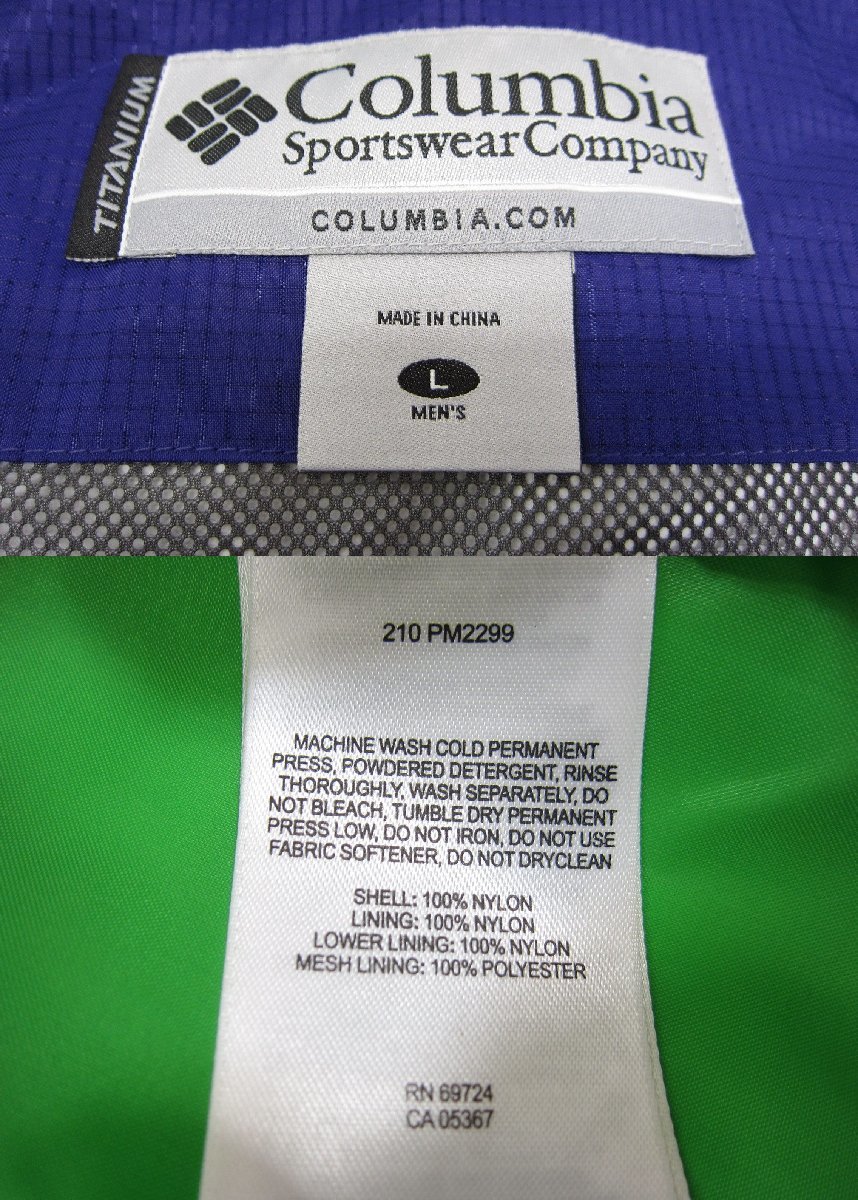 TITANIUM
Columbia
Sportswear Company
COLUMBIA.COM
MADE IN CHINA
L
MEN'S
210 PM2299
MACHINE WASH COLD PERMANENT
PRESS, POWDERED DETERGENT, RINSE
THOROUGHLY, WASH SEPARATELY, DO
NOT BLEACH, TUMBLE DRY PERMANENT
PRESS LOW, DO NOT IRON, DO NOT USE
FABRIC SOFTENER, DO NOT DRYCLEAN
SHELL: 100% NYLON
LINING: 100% NYLON
LOWER LINING: 100% NYLON
MESH LINING: 100% POLYESTER
RN 69724
CA 05367